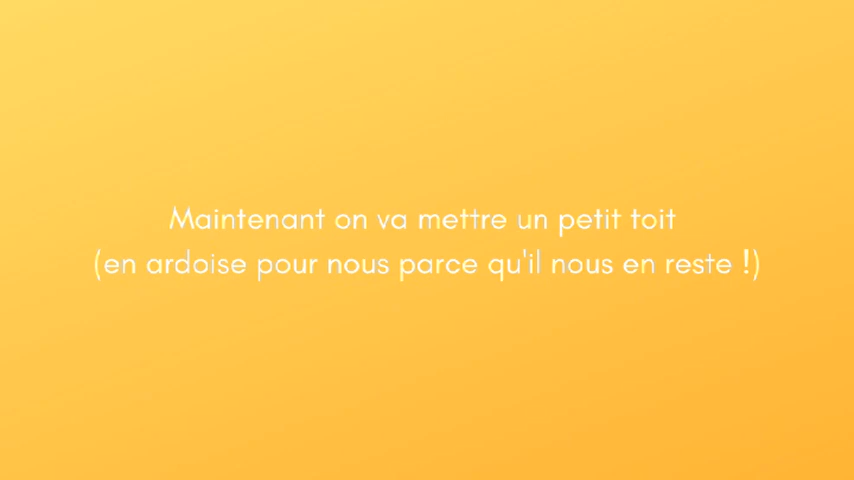 Maintenant on va mettre un petit toit
(en ardoise pour nous parce qu'il nous en reste !)